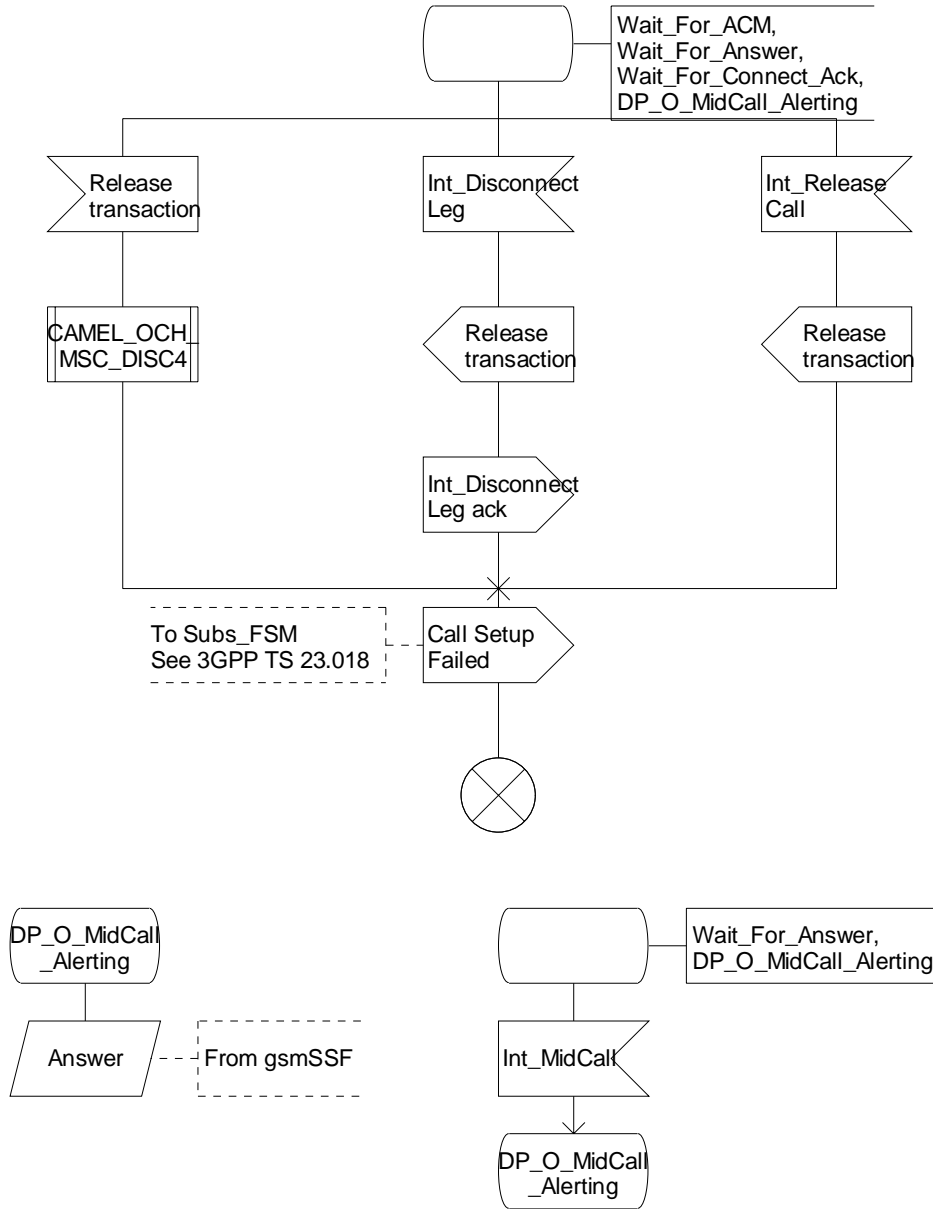 Wait_For_ACM,
Wait_For_Answer,
Wait_For_Connect_Ack,
DP_O_MidCall_Alerting
Release
transaction
Int_Disconnect
Leg
Int_Release
Call
CAMEL_OCH_
MSC_DISC4
Release
transaction
Release
transaction
Int_Disconnect
Leg ack
To Subs_FSM
See 3GPP TS 23.018
Call Setup
Failed
DP_O_MidCall
_Alerting
Wait_For_Answer,
DP_O_MidCall_Alerting
Answer
From gsmSSF
Int_MidCall
DP_O_MidCall
_Alerting